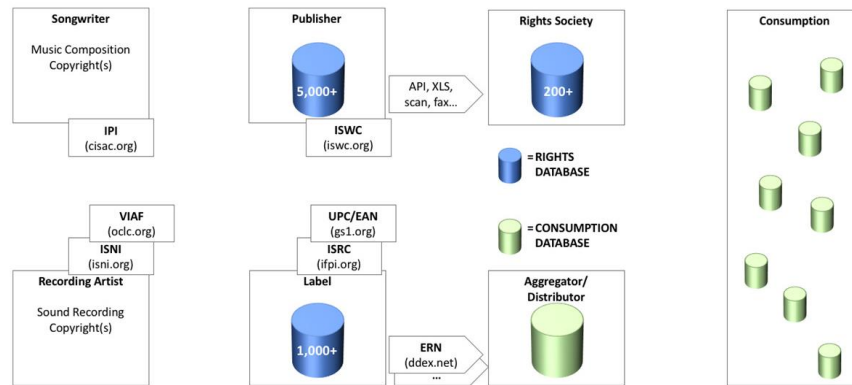 Songwriter
Music Composition
Copyright(s)
IPI
(cisac.org)
Publisher
5,000+
ISWC
(iswc.org)
API, XLS,
scan, fax...
Rights Society
200+
=RIGHTS
DATABASE
=CONSUMPTION
DATABASE
Consumption
VIAF
(oclc.org)
ISNI
(isni.org)
Recording Artist
Sound Recording
Copyright(s)
UPC/EAN
(gs1.org)
ISRC
(ifpi.org)
Label
1,000+
ERN
(ddex.net)
...
Aggregator/
Distributor